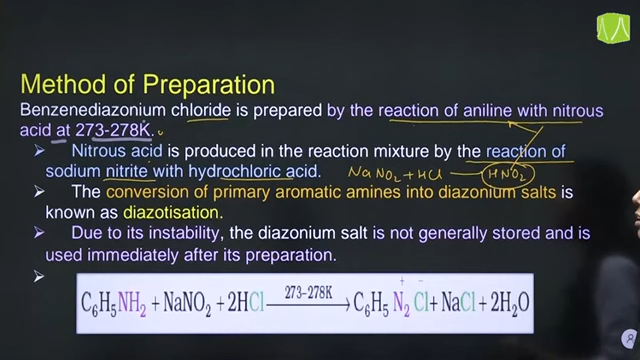 Method of Preparation
Benzenediazonium chloride is prepared by the reaction of aniline with nitrous
acid at 273-278K.
➤ Nitrous acid is produced in the reaction mixture by the reaction of
sodium nitrite with hydrochloric acid. NaNO₂ + HCl — HNO₂
➤ The conversion of primary aromatic amines into diazonium salts is
known as diazotisation.
➤ Due to its instability, the diazonium salt is not generally stored and is
used immediately after its preparation.
➤
C₆H₅NH₂ + NaNO₂ + 2HCl 273–278K→ C₆H₅N₂⁺Cl⁻ + NaCl + 2H₂O